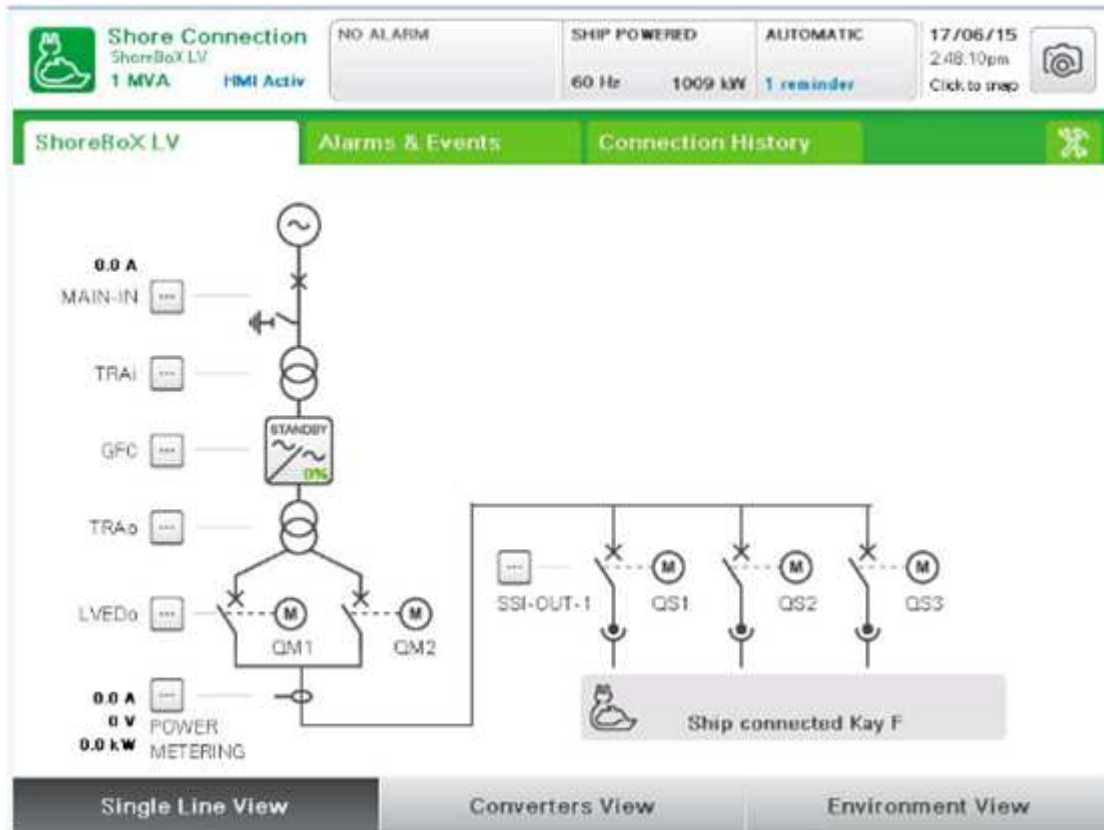 Shore Connection
ShoreBoX LV
1 MVA HMI Activ
NO ALARM
SHIP POWERED
60 Hz 1009 kW
AUTOMATIC
1 reminder
17/06/15
2:48:10pm
Click to snap
ShoreBoX LV
Alarms & Events
Connection History
0.0 A
MAIN-IN
TRAi
GFC
STANDBY
0%
TRAo
LVEDo
M
QM1
M
QM2
0.0 A
0 V
0.0 kW
POWER
METERING
SSI-OUT-1
M
QS1
M
QS2
M
QS3
Ship connected Kay F
Single Line View
Converters View
Environment View